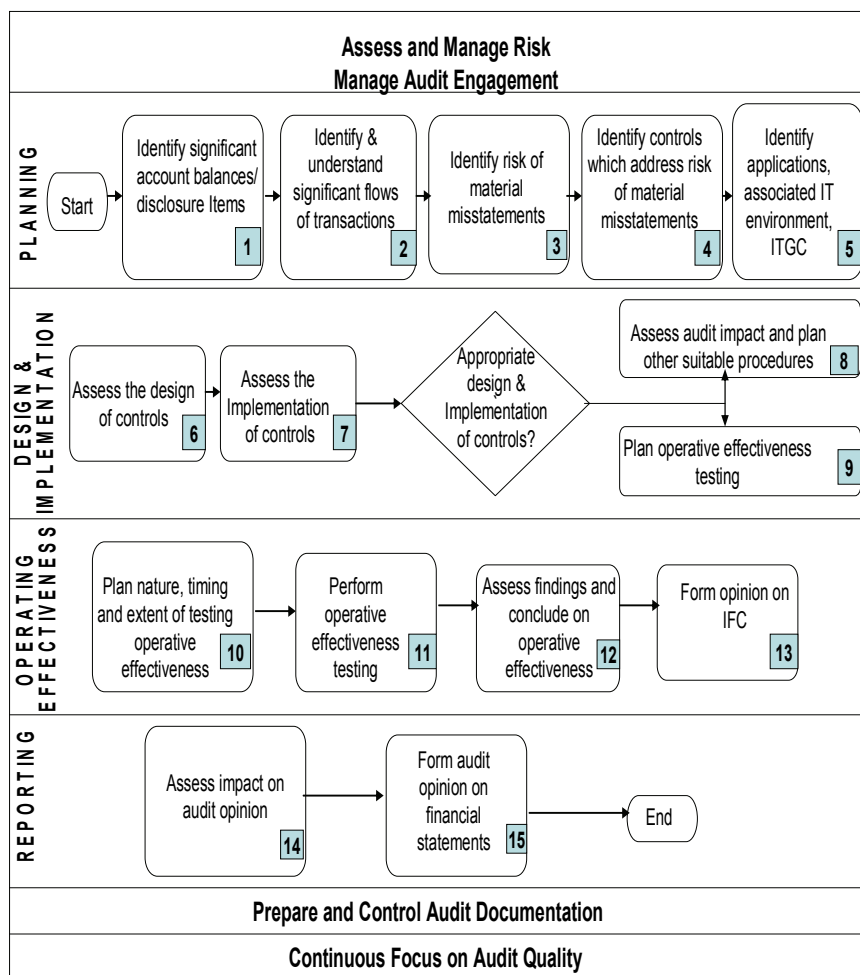 Assess and Manage Risk
Manage Audit Engagement
PLANNING
Start
Identify significant
account balances/
disclosure Items
1
Identify &
understand
significant flows
of transactions
2
Identify risk of
material
misstatements
3
Identify controls
which address risk
of material
misstatements
4
Identify
applications,
associated IT
environment,
ITGC
5
DESIGN &
IMPLEMENTATION
Assess the design
of controls
6
Assess the
Implementation
of controls
7
Appropriate
design &
Implementation
of controls?
Assess audit impact and plan
other suitable procedures
8
Plan operative effectiveness
testing
9
OPERATING
EFFECTIVENESS
Plan nature, timing
and extent of testing
operative
effectiveness
10
Perform
operative
effectiveness
testing
11
Assess findings and
conclude on
operative
effectiveness
12
Form opinion on
IFC
13
REPORTING
Assess impact on
audit opinion
14
Form audit
opinion on
financial
statements
15
End
Prepare and Control Audit Documentation
Continuous Focus on Audit Quality